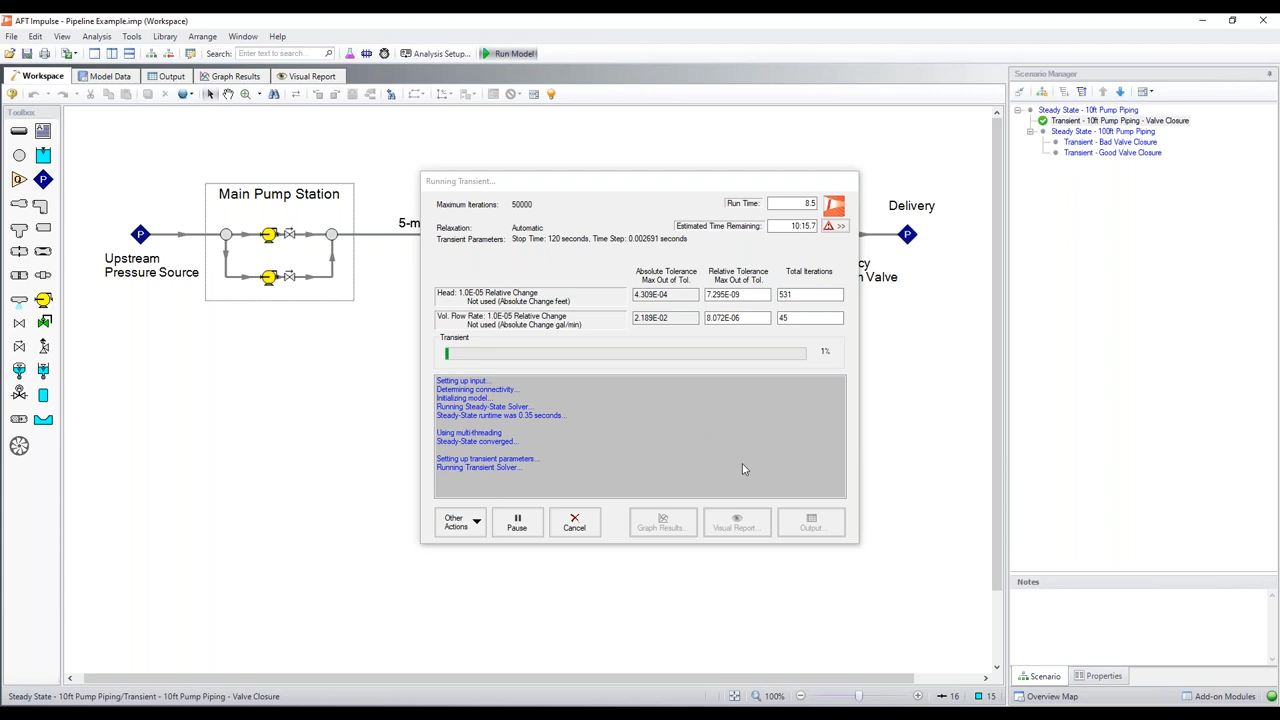 AFT Impulse - Pipeline Example.imp (Workspace)
File Edit View Analysis Tools Library Arrange Window Help
Search: Enter text to search... Analysis Setup... Run Model
Workspace Model Data Output Graph Results Visual Report
Toolbox
Main Pump Station
5-m
Upstream
Pressure Source
Delivery
cy
n Valve
Running Transient...
Maximum Iterations: 50000
Run Time: 8.5
Relaxation: Automatic
Estimated Time Remaining: 10:15.7 >>
Transient Parameters: Stop Time: 120 seconds, Time Step: 0.002691 seconds
Absolute Tolerance
Max Out of Tol.
Relative Tolerance
Max Out of Tol.
Total Iterations
Head: 1.0E-05 Relative Change
Not used (Absolute Change feet)
4.309E-04 7.295E-09 531
Vol. Flow Rate: 1.0E-05 Relative Change
Not used (Absolute Change gal/min)
2.189E-02 8.072E-06 45
Transient
1%
Setting up input...
Determining connectivity...
Initializing model...
Running Steady-State Solver...
Steady-State runtime was 0.35 seconds...
Using multi-threading
Steady-State converged...
Setting up transient parameters...
Running Transient Solver...
Other
Actions
Pause
Cancel
Graph Results...
Visual Report...
Output...
Scenario Manager
Steady State - 10ft Pump Piping
Transient - 10ft Pump Piping - Valve Closure
Steady State - 100ft Pump Piping
Transient - Bad Valve Closure
Transient - Good Valve Closure
Notes
Scenario Properties
Steady State - 10ft Pump Piping/Transient - 10ft Pump Piping - Valve Closure
100% 16 15
Overview Map Add-on Modules